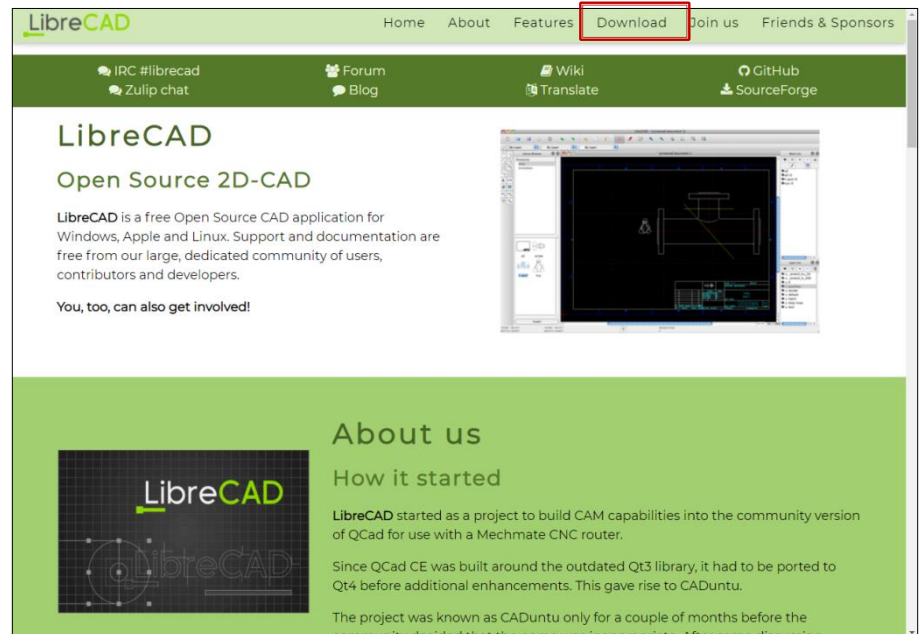 LibreCAD
Home About Features Download Join us Friends & Sponsors
IRC #librecad Forum Wiki GitHub
Zulip chat Blog Translate SourceForge
LibreCAD
Open Source 2D-CAD
LibreCAD is a free Open Source CAD application for
Windows, Apple and Linux. Support and documentation are
free from our large, dedicated community of users,
contributors and developers.
You, too, can also get involved!
About us
How it started
LibreCAD
LibreCAD
LibreCAD started as a project to build CAM capabilities into the community version
of QCad for use with a Mechmate CNC router.
Since QCad CE was built around the outdated Qt3 library, it had to be ported to
Qt4 before additional enhancements. This gave rise to CADuntu.
The project was known as CADuntu only for a couple of months before the